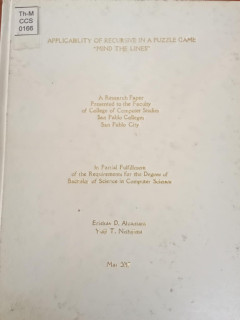 Th-M
CCS
0166
APPLICABILITY OF RECURSIVE IN A PUZZLE GAME
"MIND THE LINES"
A Research Paper
Presented to the Faculty
of College of Computer Studies
San Pablo Colleges
San Pablo City
In Partial Fulfillment
of the Requirements for the Degree of
Bachelor of Science in Computer Science
D.
T.